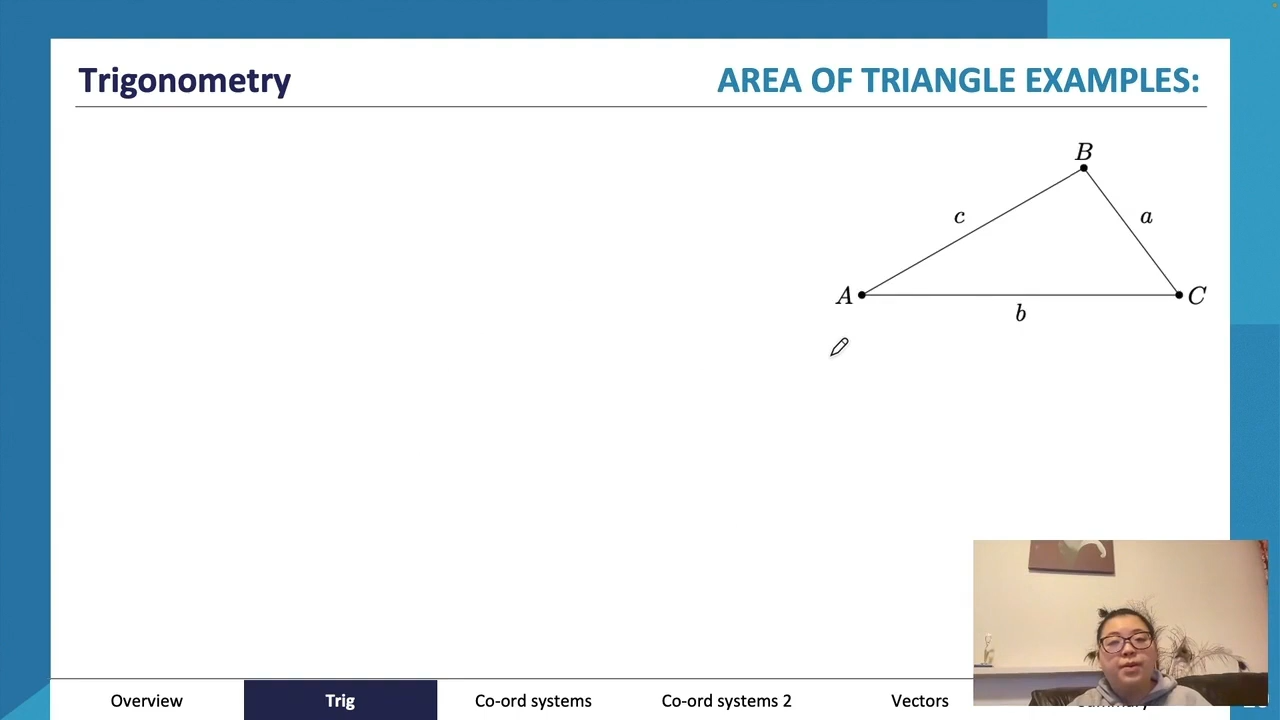 Trigonometry
AREA OF TRIANGLE EXAMPLES:
B
c
a
A
C
b
Overview
Trig
Co-ord systems
Co-ord systems 2
Vectors